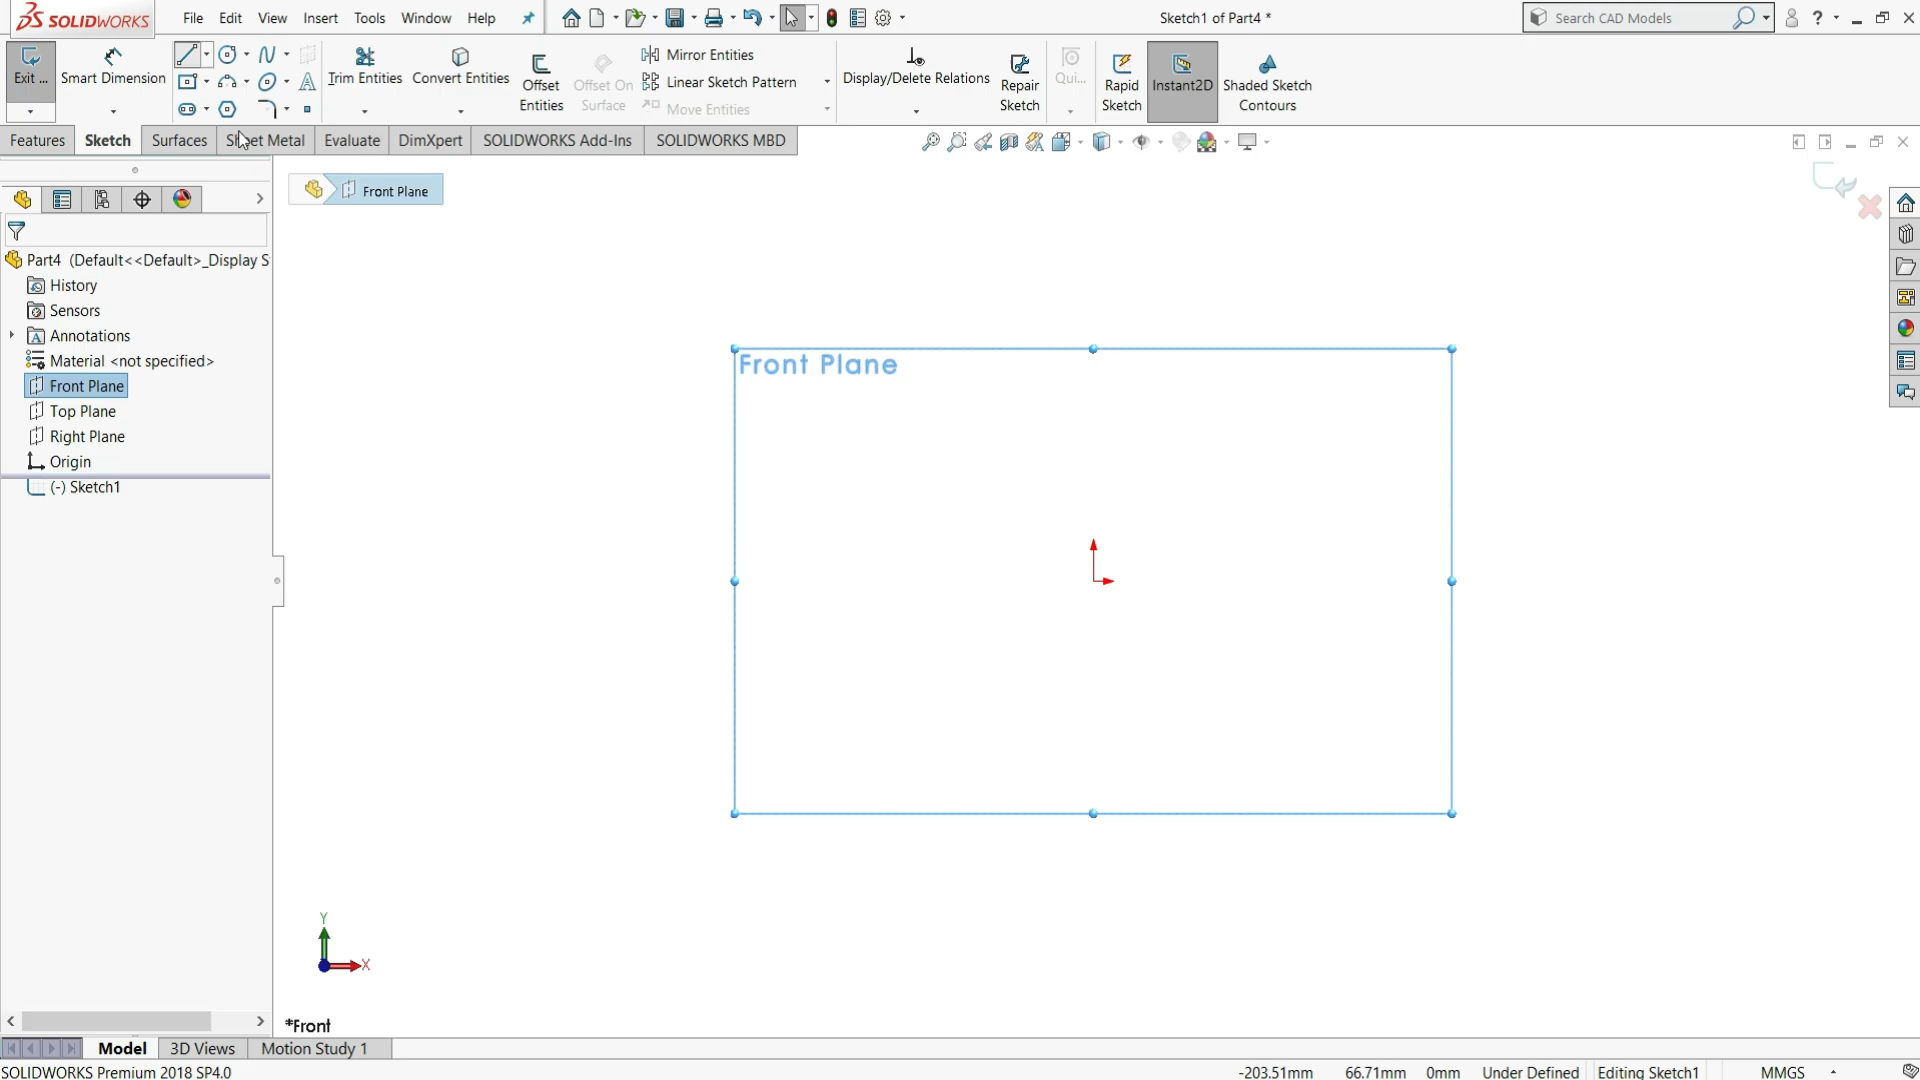 SOLIDWORKS File Edit View Insert Tools Window Help Sketch1 of Part4 * Search CAD Models ?
Exit ... Smart Dimension Trim Entities Convert Entities Offset Entities Offset On Surface Mirror Entities Linear Sketch Pattern Move Entities Display/Delete Relations Repair Sketch Qui... Rapid Sketch Instant2D Shaded Sketch Contours
Features Sketch Surfaces Sheet Metal Evaluate DimXpert SOLIDWORKS Add-Ins SOLIDWORKS MBD
Front Plane
Part4 (Default<<Default>_Display S
History
Sensors
Annotations
Material <not specified>
Front Plane
Top Plane
Right Plane
Origin
(-) Sketch1
Front Plane
Y
X
*Front
Model 3D Views Motion Study 1
SOLIDWORKS Premium 2018 SP4.0 -203.51mm 66.71mm 0mm Under Defined Editing Sketch1 MMGS